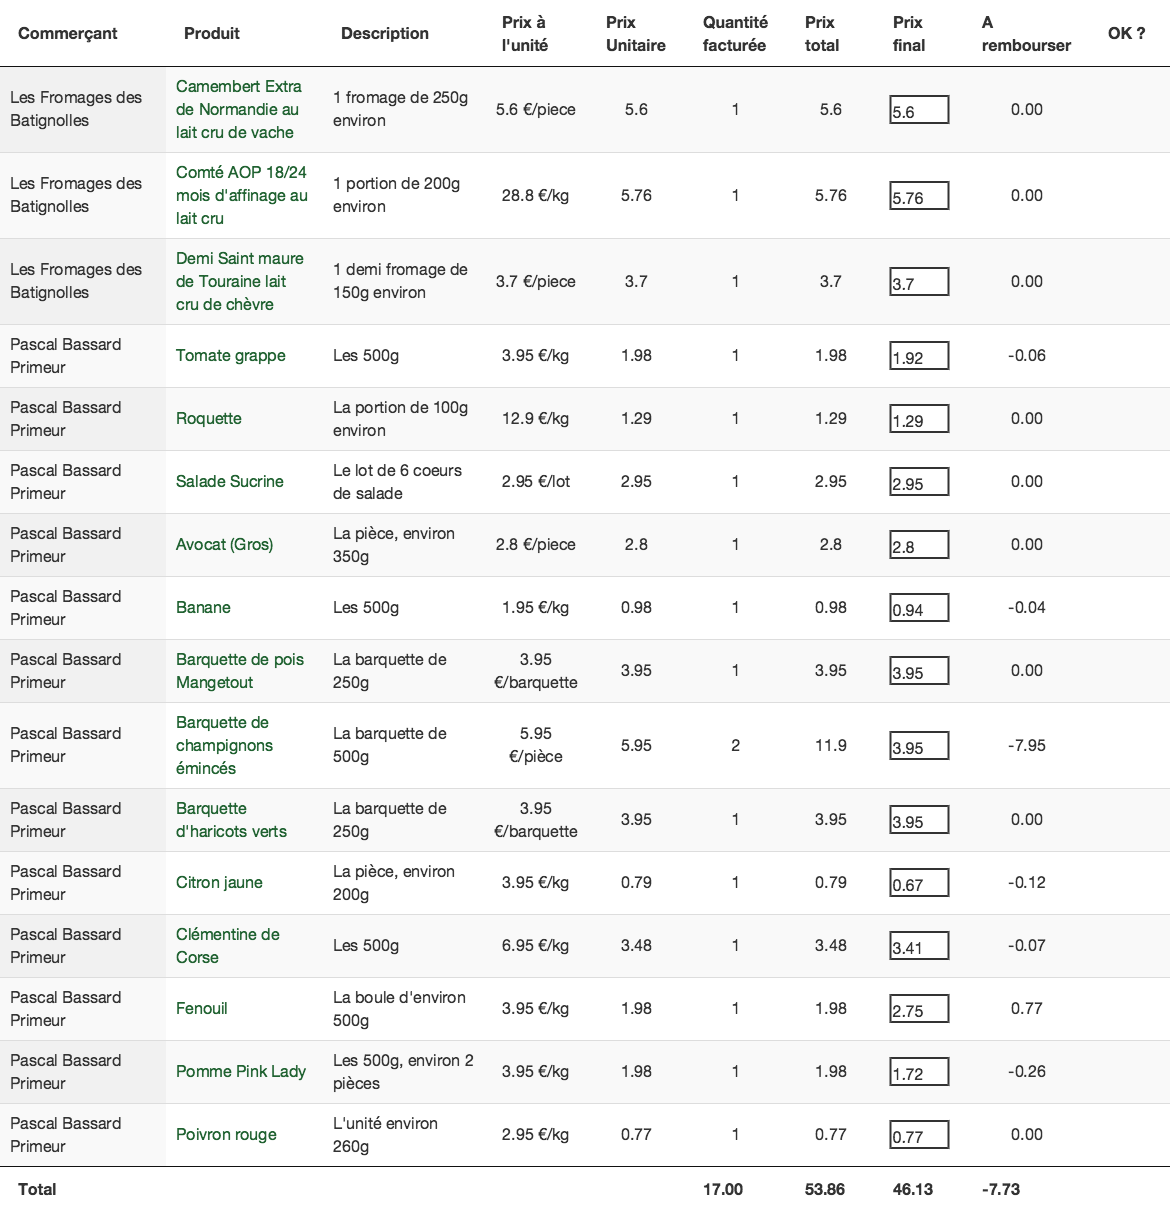 Commerçant Produit Description Prix à l'unité Prix Unitaire Quantité facturée Prix total Prix final A rembourser OK ?
Les Fromages des Batignolles Camembert Extra de Normandie au lait cru de vache 1 fromage de 250g environ 5.6 €/piece 5.6 1 5.6 5.6 0.00
Les Fromages des Batignolles Comté AOP 18/24 mois d'affinage au lait cru 1 portion de 200g environ 28.8 €/kg 5.76 1 5.76 5.76 0.00
Les Fromages des Batignolles Demi Saint maure de Touraine lait cru de chèvre 1 demi fromage de 150g environ 3.7 €/piece 3.7 1 3.7 3.7 0.00
Pascal Bassard Primeur Tomate grappe Les 500g 3.95 €/kg 1.98 1 1.98 1.92 -0.06
Pascal Bassard Primeur Roquette La portion de 100g environ 12.9 €/kg 1.29 1 1.29 1.29 0.00
Pascal Bassard Primeur Salade Sucrine Le lot de 6 coeurs de salade 2.95 €/lot 2.95 1 2.95 2.95 0.00
Pascal Bassard Primeur Avocat (Gros) La pièce, environ 350g 2.8 €/piece 2.8 1 2.8 2.8 0.00
Pascal Bassard Primeur Banane Les 500g 1.95 €/kg 0.98 1 0.98 0.94 -0.04
Pascal Bassard Primeur Barquette de pois Mangetout La barquette de 250g 3.95 €/barquette 3.95 1 3.95 3.95 0.00
Pascal Bassard Primeur Barquette de champignons émincés La barquette de 500g 5.95 €/pièce 5.95 2 11.9 3.95 -7.95
Pascal Bassard Primeur Barquette d'haricots verts La barquette de 250g 3.95 €/barquette 3.95 1 3.95 3.95 0.00
Pascal Bassard Primeur Citron jaune La pièce, environ 200g 3.95 €/kg 0.79 1 0.79 0.67 -0.12
Pascal Bassard Primeur Clémentine de Corse Les 500g 6.95 €/kg 3.48 1 3.48 3.41 -0.07
Pascal Bassard Primeur Fenouil La boule d'environ 500g 3.95 €/kg 1.98 1 1.98 2.75 0.77
Pascal Bassard Primeur Pomme Pink Lady Les 500g, environ 2 pièces 3.95 €/kg 1.98 1 1.98 1.72 -0.26
Pascal Bassard Primeur Poivron rouge L'unité environ 260g 2.95 €/kg 0.77 1 0.77 0.77 0.00
Total 17.00 53.86 46.13 -7.73